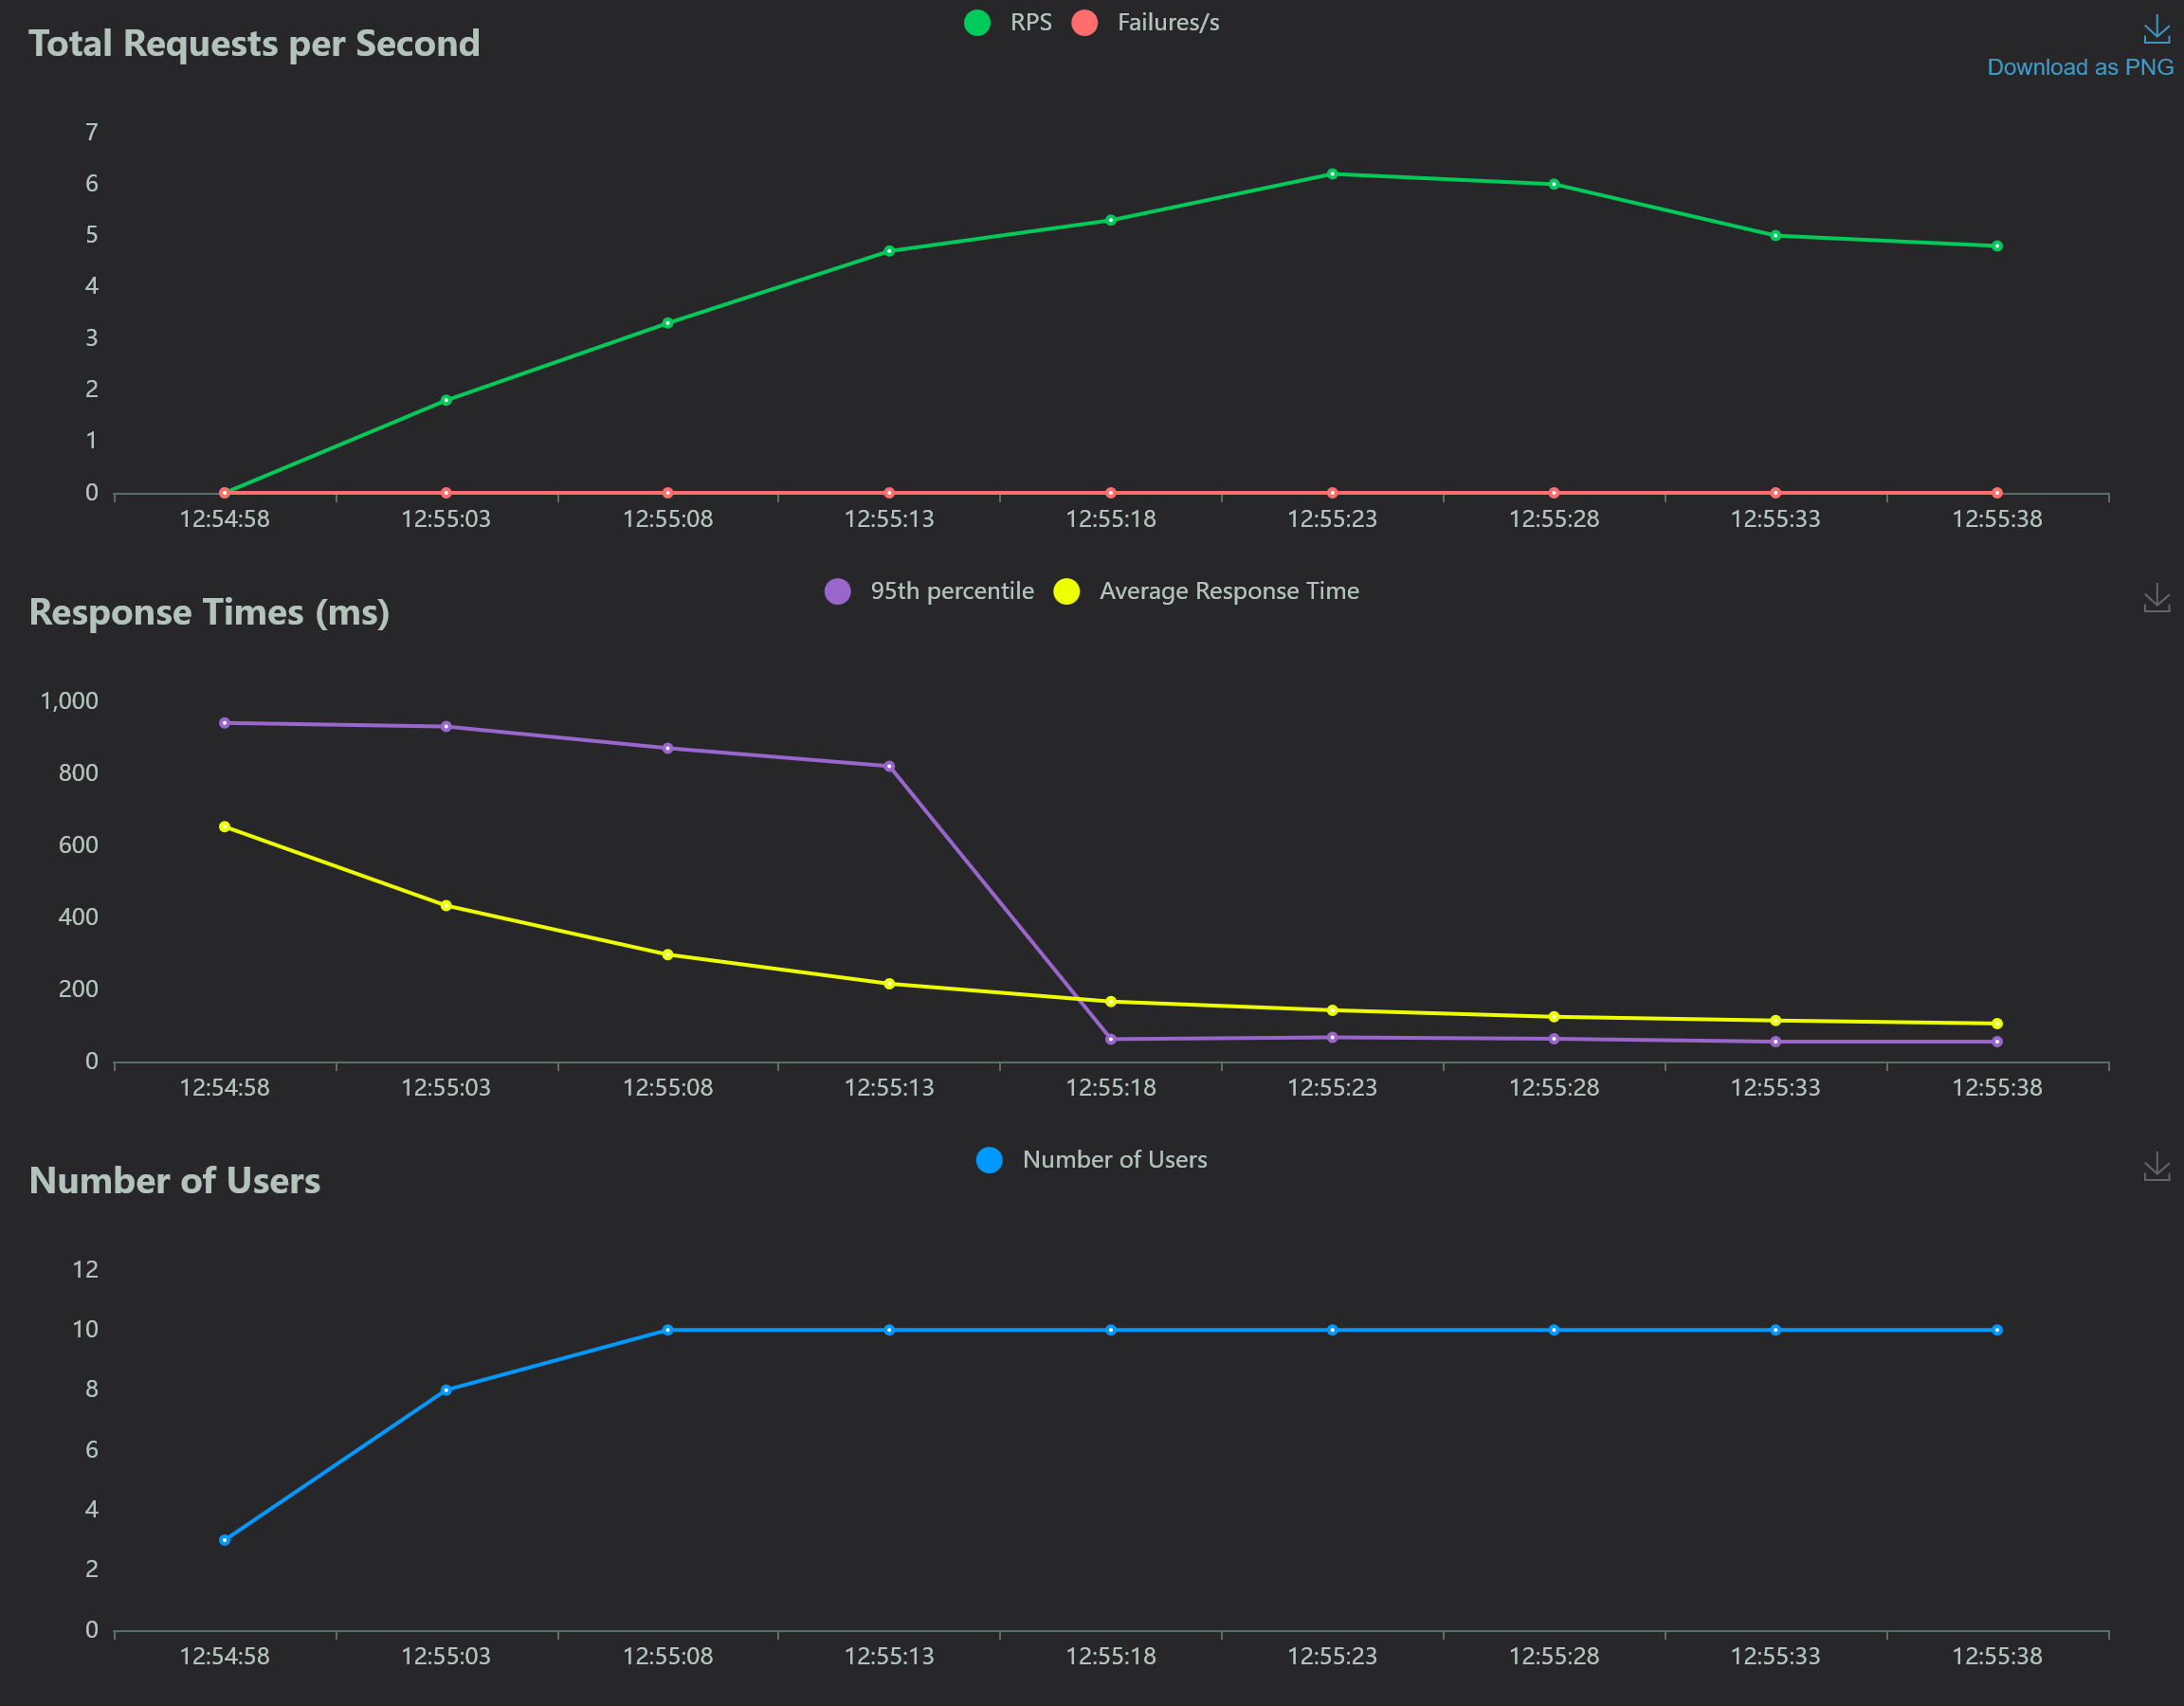 RPS Failures/s
Total Requests per Second
Download as PNG
7
6
5
4
3
2
1
0
12:54:58 12:55:03 12:55:08 12:55:13 12:55:18 12:55:23 12:55:28 12:55:33 12:55:38
95th percentile Average Response Time
Response Times (ms)
1,000
800
600
400
200
0
12:54:58 12:55:03 12:55:08 12:55:13 12:55:18 12:55:23 12:55:28 12:55:33 12:55:38
Number of Users
Number of Users
12
10
8
6
4
2
0
12:54:58 12:55:03 12:55:08 12:55:13 12:55:18 12:55:23 12:55:28 12:55:33 12:55:38